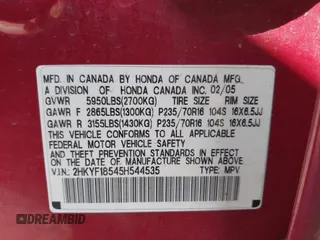 MFD. IN CANADA BY HONDA OF CANADA MFG.
A DIVISION OF HONDA CANADA INC. 02/05
GVWR 5950LBS(2700KG) TIRE SIZE RIM SIZE
GAWR F 2865LBS(1300KG) P235/70R16 104S 16X6.5JJ
GAWR R 3155LBS(1430KG) P235/70R16 104S 16X6.5JJ
THIS VEHICLE CONFORMS TO ALL APPLICABLE
FEDERAL MOTOR VEHICLE SAFETY STANDARDS
IN EFFECT ON THE DATE OF MANUFACTURE SHOWN
ABOVE.
V.I.N.: 2HKYF18545H544535 TYPE: MPV
DREAMBID